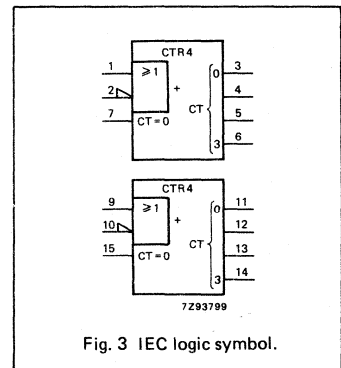 CTR4
1 ≥1 0 3
2 + 4
7 CT=0 CT 5
3 6
CTR4
9 ≥1 0 11
10 + 12
15 CT=0 CT 13
3 14
7Z93799
Fig. 3 IEC logic symbol.